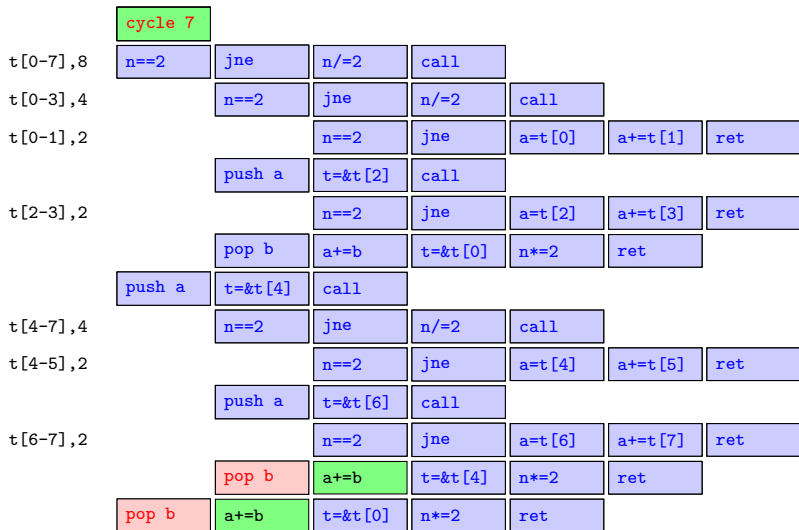 cycle 7
t[0-7],8 n==2 jne n/=2 call
t[0-3],4 n==2 jne n/=2 call
t[0-1],2 n==2 jne a=t[0] a+=t[1] ret
push a t=&t[2] call
t[2-3],2 n==2 jne a=t[2] a+=t[3] ret
pop b a+=b t=&t[0] n*=2 ret
push a t=&t[4] call
t[4-7],4 n==2 jne n/=2 call
t[4-5],2 n==2 jne a=t[4] a+=t[5] ret
push a t=&t[6] call
t[6-7],2 n==2 jne a=t[6] a+=t[7] ret
pop b a+=b t=&t[4] n*=2 ret
pop b a+=b t=&t[0] n*=2 ret